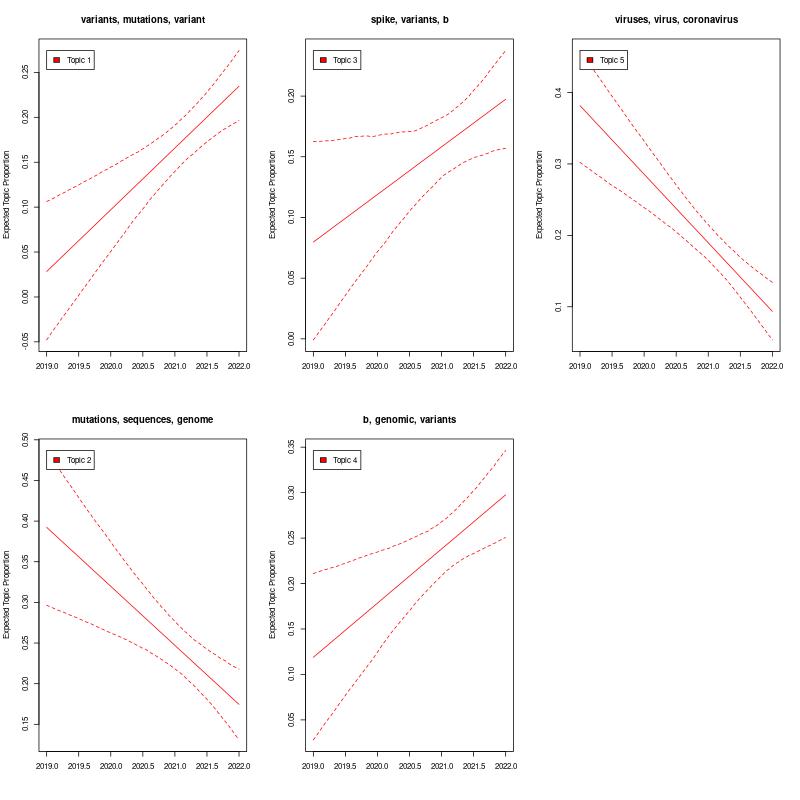 variants, mutations, variant
Topic 1
Expected Topic Proportion
0.25
0.20
0.15
0.10
0.05
0.00
-0.05
2019.0 2019.5 2020.0 2020.5 2021.0 2021.5 2022.0
spike, variants, b
Topic 3
Expected Topic Proportion
0.20
0.15
0.10
0.05
0.00
2019.0 2019.5 2020.0 2020.5 2021.0 2021.5 2022.0
viruses, virus, coronavirus
Topic 5
Expected Topic Proportion
0.4
0.3
0.2
0.1
2019.0 2019.5 2020.0 2020.5 2021.0 2021.5 2022.0
mutations, sequences, genome
Topic 2
Expected Topic Proportion
0.50
0.45
0.40
0.35
0.30
0.25
0.20
0.15
2019.0 2019.5 2020.0 2020.5 2021.0 2021.5 2022.0
b, genomic, variants
Topic 4
Expected Topic Proportion
0.35
0.30
0.25
0.20
0.15
0.10
0.05
2019.0 2019.5 2020.0 2020.5 2021.0 2021.5 2022.0